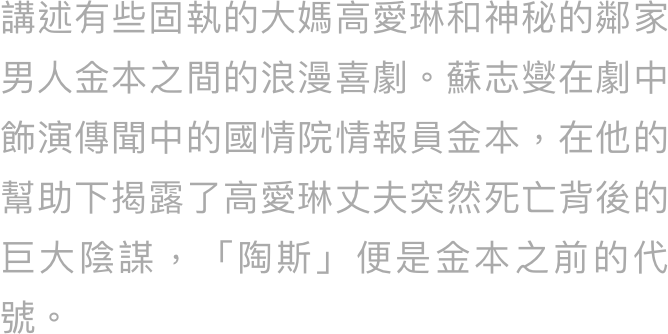 講述有些固執的大媽高愛琳和神秘的鄰家
男人金本之間的浪漫喜劇。蘇志燮在劇中
飾演傳聞中的國情院情報員金本，在他的
幫助下揭露了高愛琳丈夫突然死亡背後的
巨大陰謀，「陶斯」便是金本之前的代
號。